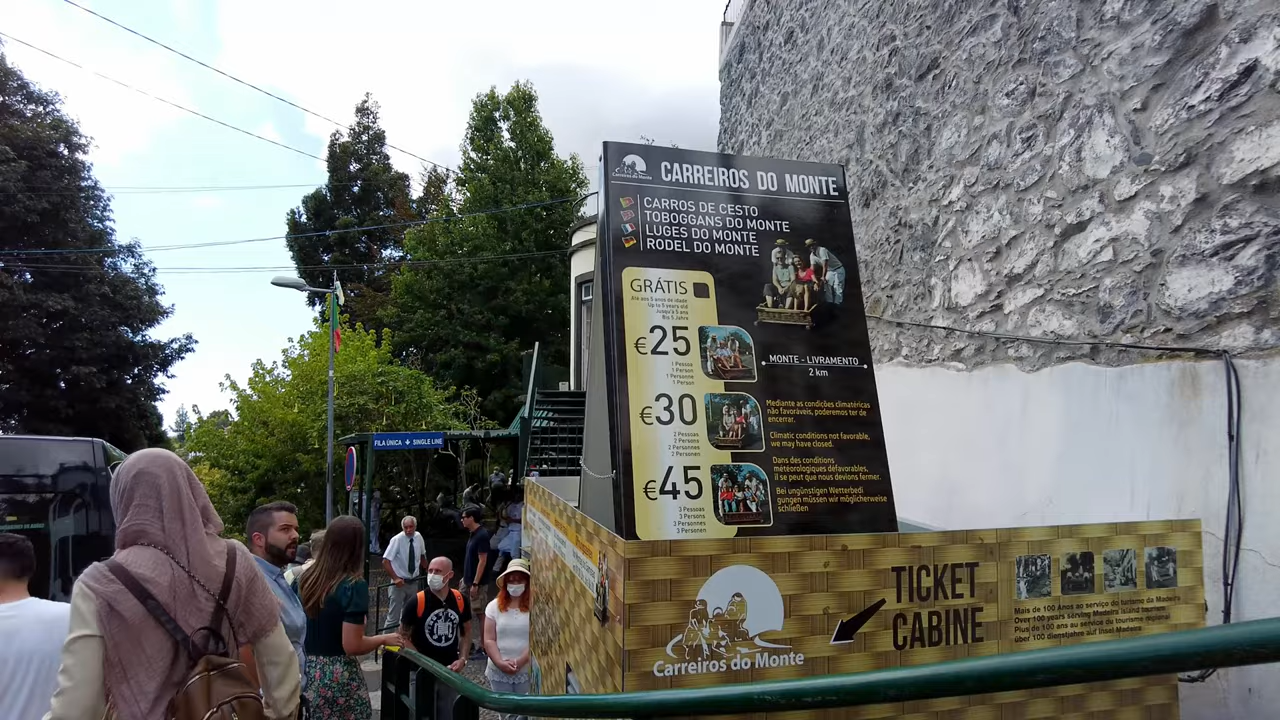 Carreiros do Monte
CARREIROS DO MONTE
CARROS DE CESTO
TOBOGGANS DO MONTE
LUGES DO MONTE
RODEL DO MONTE
GRÁTIS
Até aos 5 anos de idade
Up to 5 years old
Jusqu'à 5 ans
Bis 5 Jahre
€25
1 Pessoa
1 Person
1 Personne
1 Person
MONTE - LIVRAMENTO
2 km
€30
2 Pessoas
2 Persons
2 Personnes
2 Personen
Mediante as condições climatéricas
não favoráveis, poderemos ter de
encerrar.
Climatic conditions not favorable,
we may have closed.
Dans des conditions
météorologiques défavorables,
il se peut que nous devions fermer.
Bei ungünstigen Wetterbedi
gungen müssen wir möglicherweise
schließen
€45
3 Pessoas
3 Persons
3 Personnes
3 Personen
FILA ÚNICA SINGLE LINE
Carreiros do Monte
TICKET
CABINE
Mais de 100 Anos ao serviço do turismo da Madeira
Over 100 years serving Madeira island tourism
Plus de 100 ans au service du tourisme régional
über 100 dienstjahre auf insel Madeira